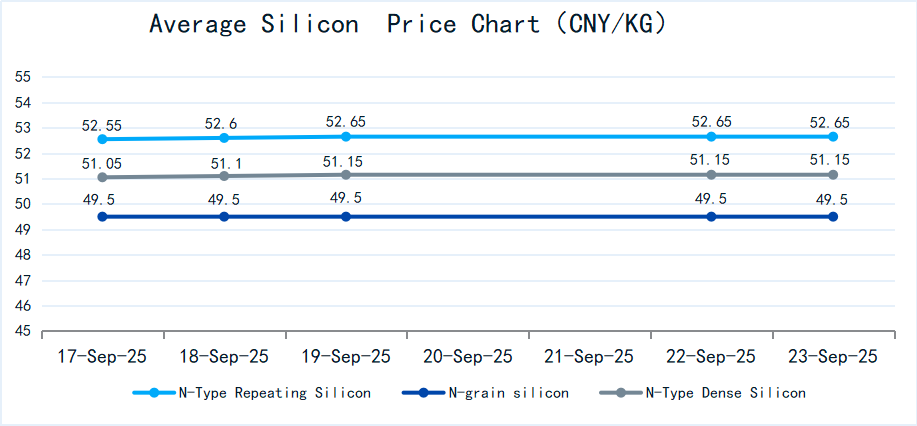 Average Silicon  Price Chart（CNY/KG）
55
54
53
52
51
50
49
48
47
46
45
52.55 52.6 52.65 52.65 52.65
51.05 51.1 51.15 51.15 51.15
49.5 49.5 49.5 49.5 49.5
17-Sep-25 18-Sep-25 19-Sep-25 20-Sep-25 21-Sep-25 22-Sep-25 23-Sep-25
N-Type Repeating Silicon N-grain silicon N-Type Dense Silicon